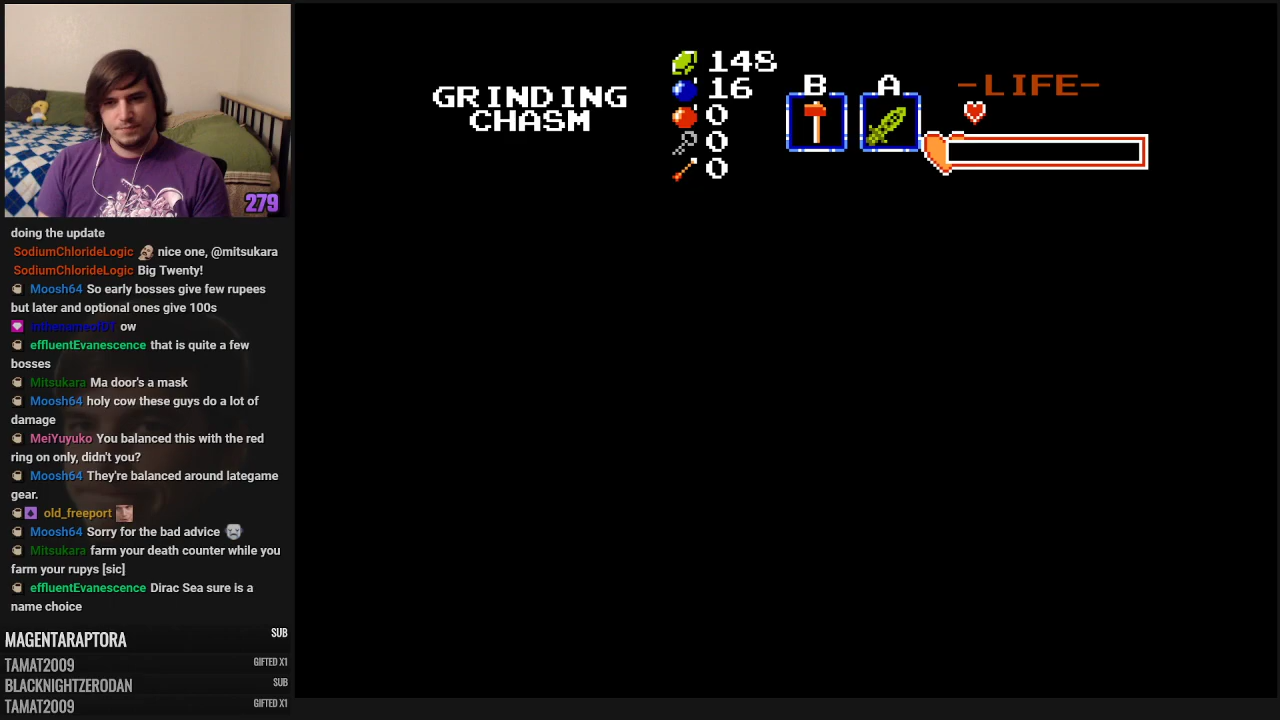 279
doing the update
SodiumChlorideLogic nice one, @mitsukara
SodiumChlorideLogic Big Twenty!
Moosh64 So early bosses give few rupees
but later and optional ones give 100s
ow
effluentEvanescence that is quite a few
bosses
Mitsukara Ma door's a mask
Moosh64 holy cow these guys do a lot of
damage
MeiYuyuko You balanced this with the red
ring on only, didn't you?
Moosh64 They're balanced around lategame
gear.
old_freeport
Moosh64 Sorry for the bad advice
Mitsukara farm your death counter while you
farm your rupys [sic]
effluentEvanescence Dirac Sea sure is a
name choice
MAGENTARAPTORA SUB
TAMAT2009 GIFTED X1
BLACKNIGHTZERODAN SUB
TAMAT2009 GIFTED X1
GRINDING
CHASM
148
16
0
0
0
B A
-LIFE-